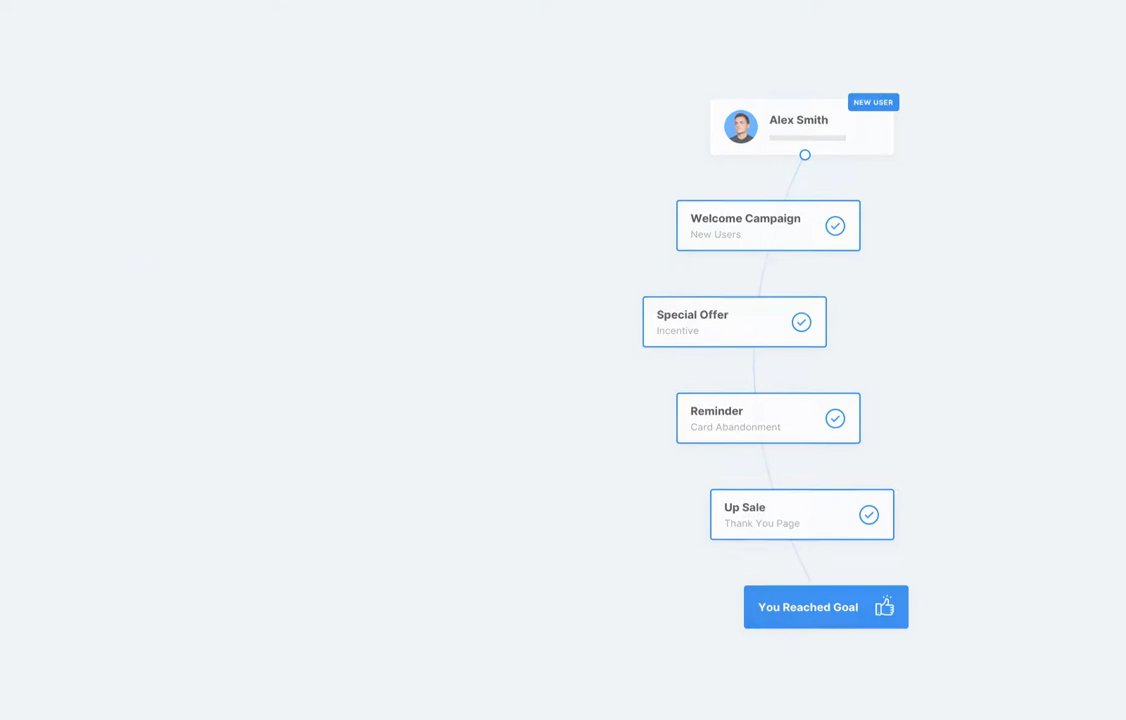 NEW USER
Alex Smith
Welcome Campaign
New Users
Special Offer
Incentive
Reminder
Card Abandonment
Up Sale
Thank You Page
You Reached Goal